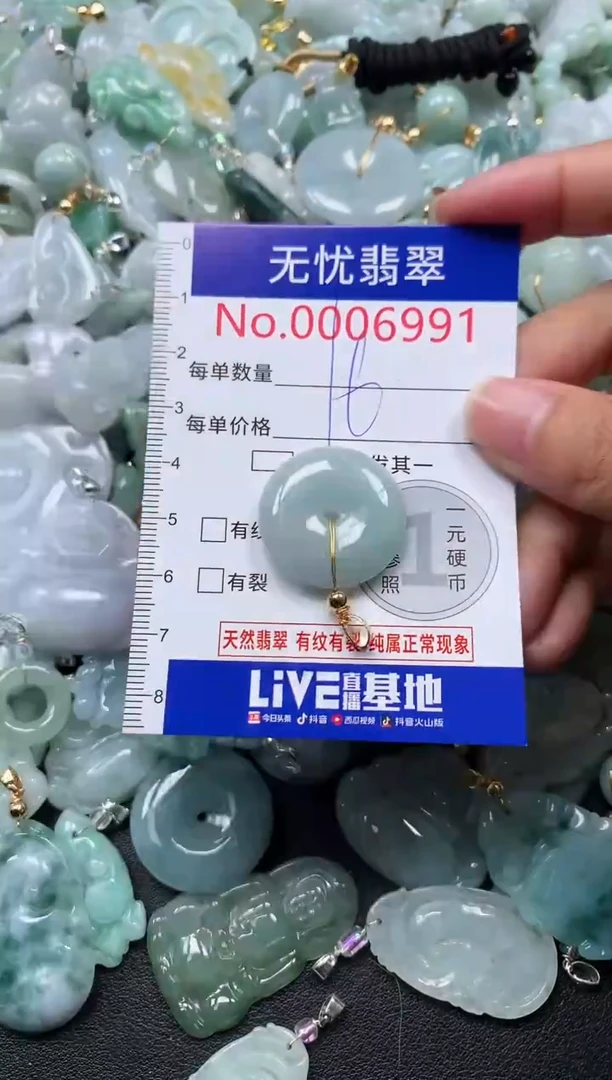 0
无忧翡翠
1
No.0006991
2
每单数量
16
3
每单价格
4
发其一
5
有纹
一元硬币
1
参照
6
有裂
7
天然翡翠 有纹有裂 纯属正常现象
8
LiVE直播基地
今日头条 抖音 西瓜视频 抖音火山版